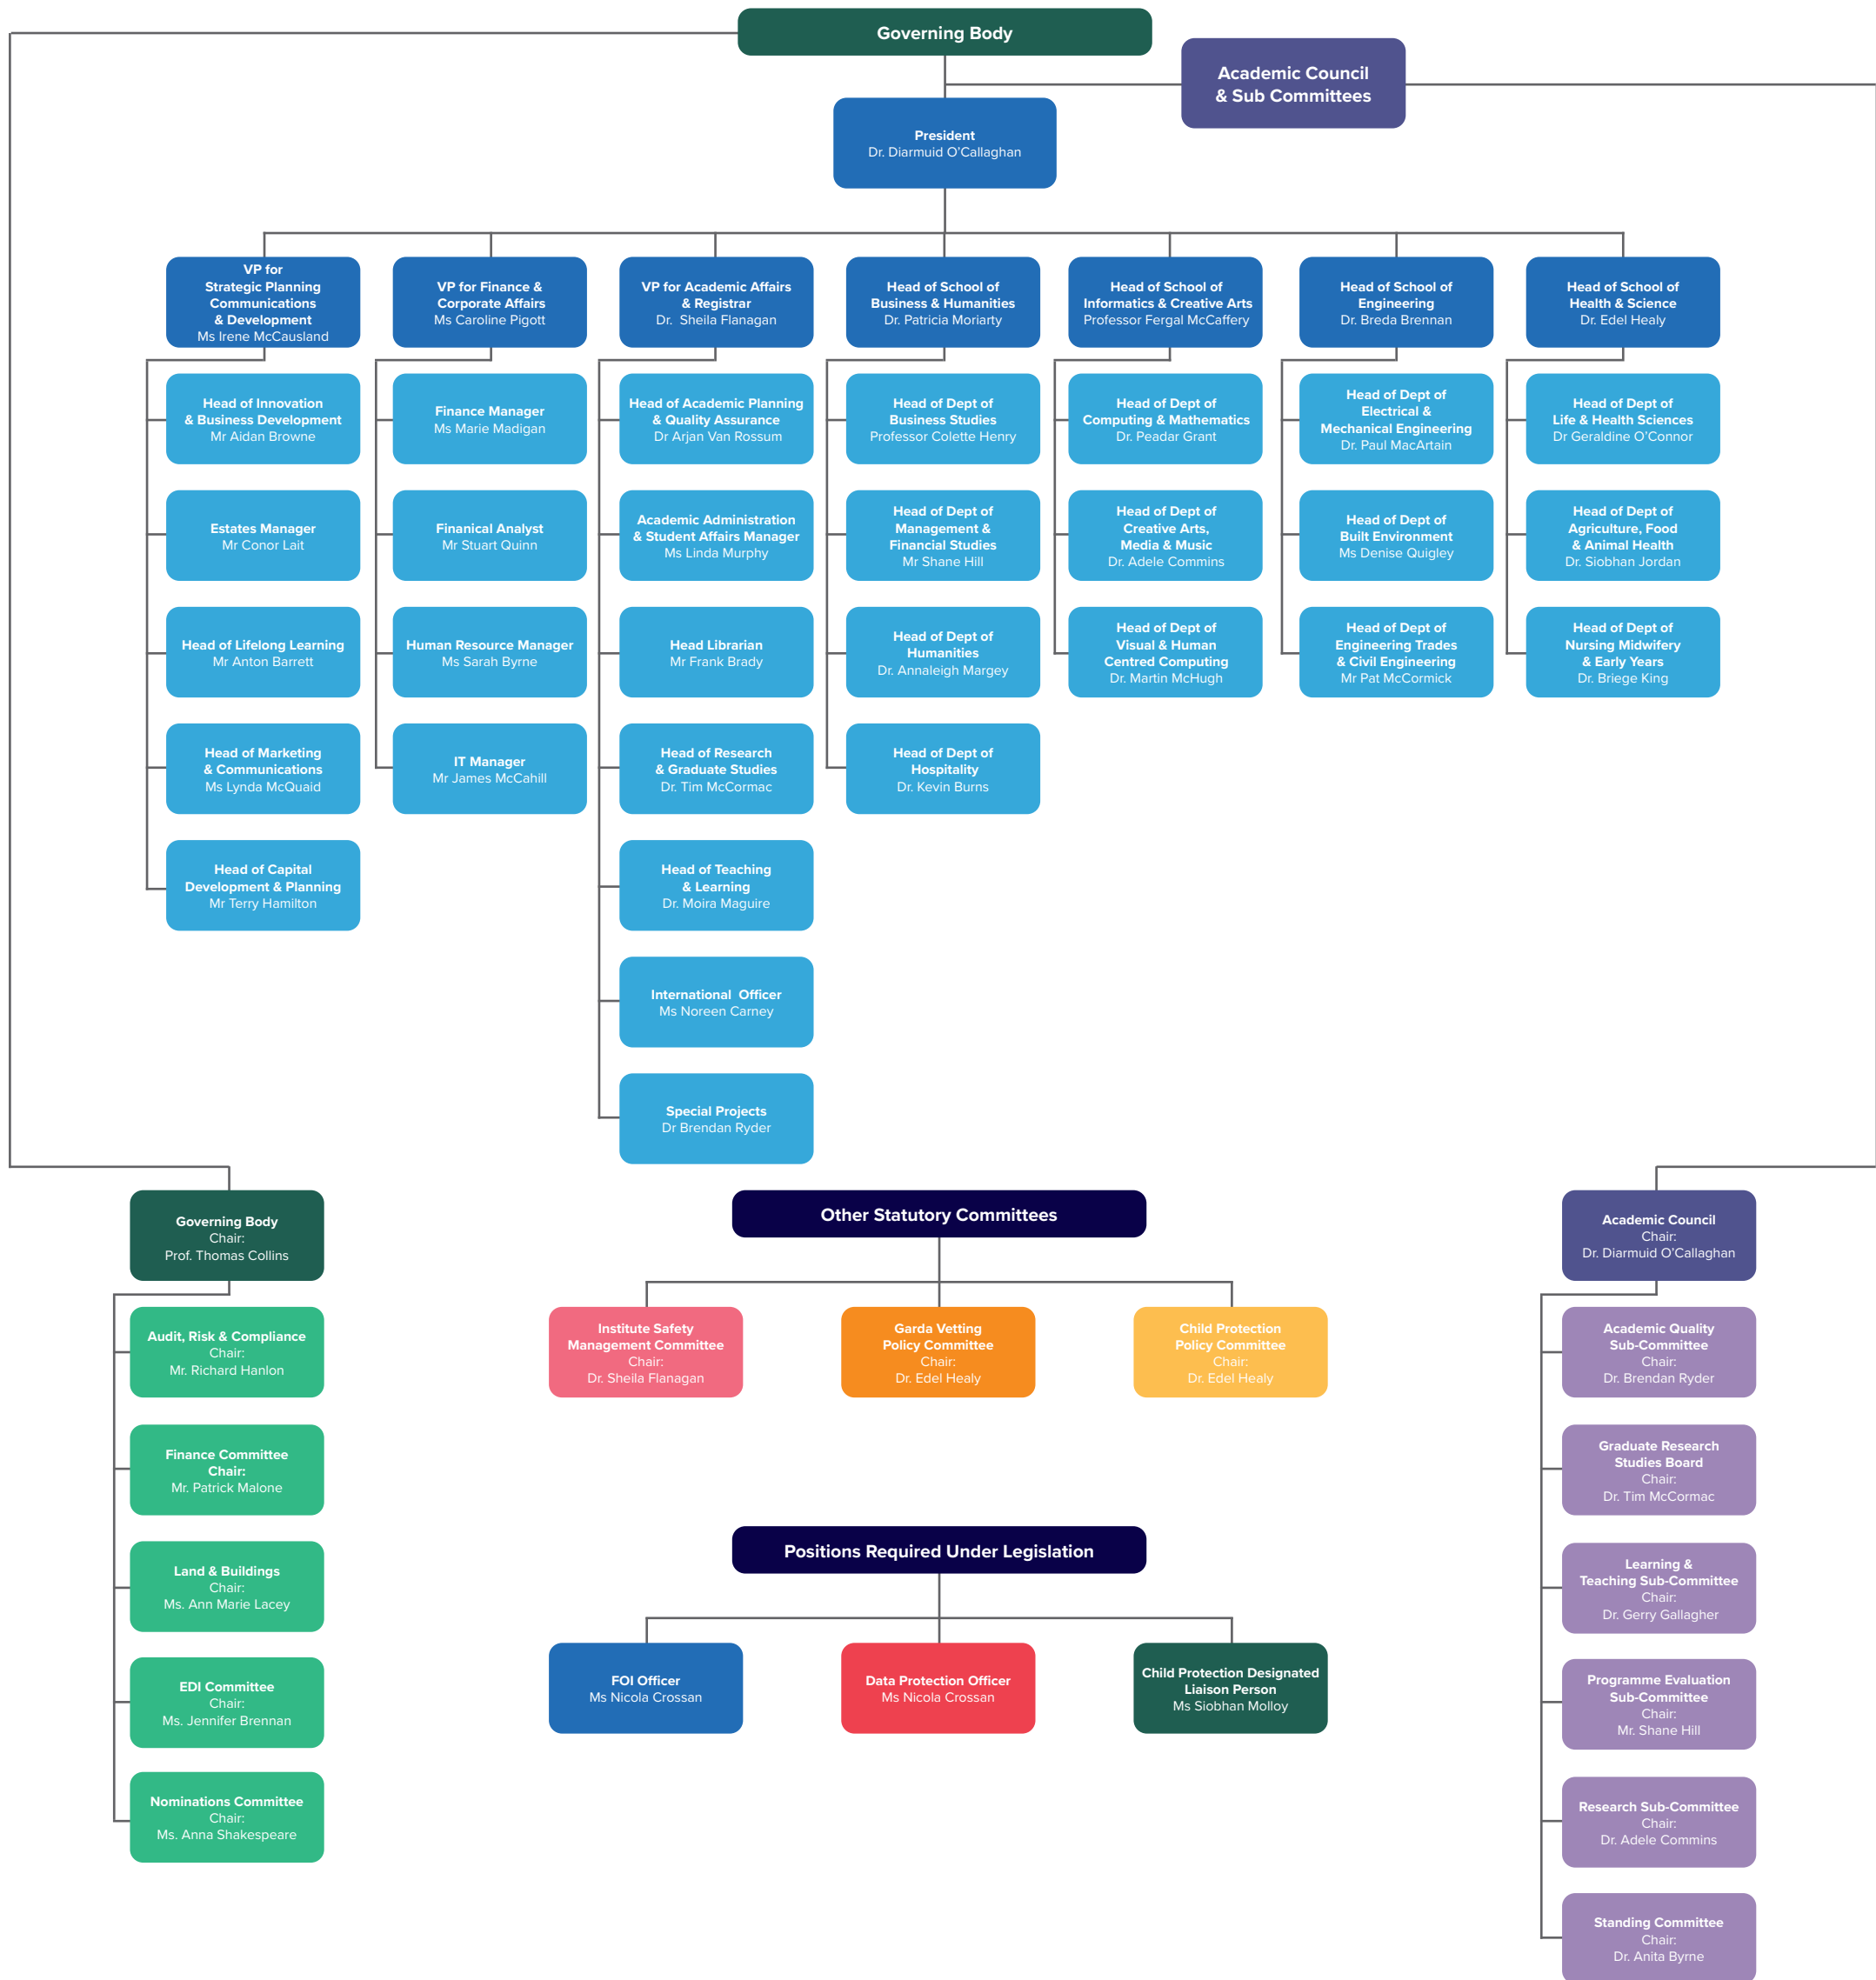 Governing Body
Academic Council
& Sub Committees
President
Dr. Diarmuid O’Callaghan
VP for
Strategic Planning
Communications
& Development
Ms Irene McCausland
VP for Finance &
Corporate Affairs
Ms Caroline Pigott
VP for Academic Affairs
& Registrar
Dr. Sheila Flanagan
Head of School of
Business & Humanities
Dr. Patricia Moriarty
Head of School of
Informatics & Creative Arts
Professor Fergal McCaffery
Head of School of
Engineering
Dr. Breda Brennan
Head of School of
Health & Science
Dr. Edel Healy
Head of Innovation
& Business Development
Mr Aidan Browne
Finance Manager
Ms Marie Madigan
Head of Academic Planning
& Quality Assurance
Dr Arjan Van Rossum
Head of Dept of
Business Studies
Professor Colette Henry
Head of Dept of
Computing & Mathematics
Dr. Peadar Grant
Head of Dept of
Electrical &
Mechanical Engineering
Dr. Paul MacArtain
Head of Dept of
Life & Health Sciences
Dr Geraldine O’Connor
Estates Manager
Mr Conor Lait
Finanical Analyst
Mr Stuart Quinn
Academic Administration
& Student Affairs Manager
Ms Linda Murphy
Head of Dept of
Management &
Financial Studies
Mr Shane Hill
Head of Dept of
Creative Arts,
Media & Music
Dr. Adele Commins
Head of Dept of
Built Environment
Ms Denise Quigley
Head of Dept of
Agriculture, Food
& Animal Health
Dr. Siobhan Jordan
Head of Lifelong Learning
Mr Anton Barrett
Human Resource Manager
Ms Sarah Byrne
Head Librarian
Mr Frank Brady
Head of Dept of
Humanities
Dr. Annaleigh Margey
Head of Dept of
Visual & Human
Centred Computing
Dr. Martin McHugh
Head of Dept of
Engineering Trades
& Civil Engineering
Mr Pat McCormick
Head of Dept of
Nursing Midwifery
& Early Years
Dr. Briege King
Head of Marketing
& Communications
Ms Lynda McQuaid
IT Manager
Mr James McCahill
Head of Research
& Graduate Studies
Dr. Tim McCormac
Head of Dept of
Hospitality
Dr. Kevin Burns
Head of Capital
Development & Planning
Mr Terry Hamilton
Head of Teaching
& Learning
Dr. Moira Maguire
International Officer
Ms Noreen Carney
Special Projects
Dr Brendan Ryder
Governing Body
Chair:
Prof. Thomas Collins
Audit, Risk & Compliance
Chair:
Mr. Richard Hanlon
Finance Committee
Chair:
Mr. Patrick Malone
Land & Buildings
Chair:
Ms. Ann Marie Lacey
EDI Committee
Chair:
Ms. Jennifer Brennan
Nominations Committee
Chair:
Ms. Anna Shakespeare
Other Statutory Committees
Institute Safety
Management Committee
Chair:
Dr. Sheila Flanagan
Garda Vetting
Policy Committee
Chair:
Dr. Edel Healy
Child Protection
Policy Committee
Chair:
Dr. Edel Healy
Positions Required Under Legislation
FOI Officer
Ms Nicola Crossan
Data Protection Officer
Ms Nicola Crossan
Child Protection Designated
Liaison Person
Ms Siobhan Molloy
Academic Council
Chair:
Dr. Diarmuid O’Callaghan
Academic Quality
Sub-Committee
Chair:
Dr. Brendan Ryder
Graduate Research
Studies Board
Chair:
Dr. Tim McCormac
Learning &
Teaching Sub-Committee
Chair:
Dr. Gerry Gallagher
Programme Evaluation
Sub-Committee
Chair:
Mr. Shane Hill
Research Sub-Committee
Chair:
Dr. Adele Commins
Standing Committee
Chair:
Dr. Anita Byrne